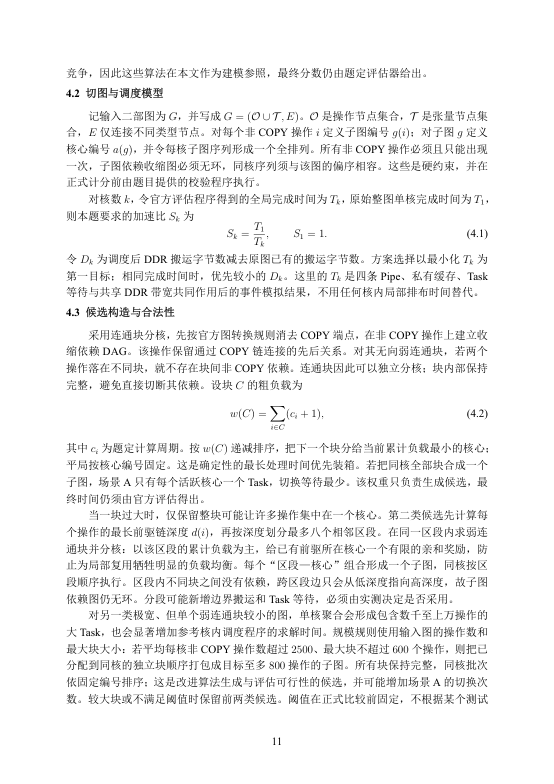 竞争，因此这些算法在本文作为建模参照，最终分数仍由题定评估器给出。
4.2 切图与调度模型
记输入二部图为 G，并写成 G = (O ∪ T, E)。O 是操作节点集合，T 是张量节点集
合，E 仅连接不同类型节点。对每个非 COPY 操作 i 定义子图编号 g(i)；对子图 g 定义
核心编号 a(g)，并令每核子图序列形成一个全排列。所有非 COPY 操作必须且只能出现
一次，子图依赖收缩图必须无环，同核序列须与该图的偏序相容。这些是硬约束，并在
正式计分前由题目提供的校验程序执行。
对核数 k，令官方评估程序得到的全局完成时间为 Tk，原始整图单核完成时间为 T1，
则本题要求的加速比 Sk 为
Sk = T1/Tk, S1 = 1. (4.1)
令 Dk 为调度后 DDR 搬运字节数减去原图已有的搬运字节数。方案选择以最小化 Tk 为
第一目标；相同完成时间时，优先较小的 Dk。这里的 Tk 是四条 Pipe、私有缓存、Task
等待与共享 DDR 带宽共同作用后的事件模拟结果，不用任何核内局部排布时间替代。
4.3 候选构造与合法性
采用连通块分核，先按官方图转换规则消去 COPY 端点，在非 COPY 操作上建立收
缩依赖 DAG。该操作保留通过 COPY 链连接的先后关系。对其无向弱连通块，若两个
操作落在不同块，就不存在块间非 COPY 依赖。连通块因此可以独立分核；块内部保持
完整，避免直接切断其依赖。设块 C 的粗负载为
w(C) = ∑i∈C (ci + 1), (4.2)
其中 ci 为题定计算周期。按 w(C) 递减排序，把下一个块分给当前累计负载最小的核心；
平局按核心编号固定。这是确定性的最长处理时间优先装箱。若把同核全部块合成一个
子图，场景 A 只有每个活跃核心一个 Task，切换等待最少。该权重只负责生成候选，最
终时间仍须由官方评估得出。
当一块过大时，仅保留整块可能让许多操作集中在一个核心。第二类候选先计算每
个操作的最长前驱链深度 d(i)，再按深度划分最多八个相邻区段。在同一区段内求弱连
通块并分核：以该区段的累计负载为主，给已有前驱所在核心一个有限的亲和奖励，防
止为局部复用牺牲明显的负载均衡。每个“区段—核心”组合形成一个子图，同核按区
段顺序执行。区段内不同块之间没有依赖，跨区段边只会从低深度指向高深度，故子图
依赖图仍无环。分段可能新增边界搬运和 Task 等待，必须由实测决定是否采用。
对另一类极宽、但单个弱连通块较小的图，单核聚合会形成包含数千至上万操作的
大 Task，也会显著增加参考核内调度程序的求解时间。规模规则使用输入图的操作数和
最大块大小：若平均每核非 COPY 操作数超过 2500、最大块不超过 600 个操作，则把已
分配到同核的独立块顺序打包成目标至多 800 操作的子图。所有块保持完整，同核批次
依固定编号排序；这是改进算法生成与评估可行性的候选，并可能增加场景 A 的切换次
数。较大块或不满足阈值时保留前两类候选。阈值在正式比较前固定，不根据某个测试
11